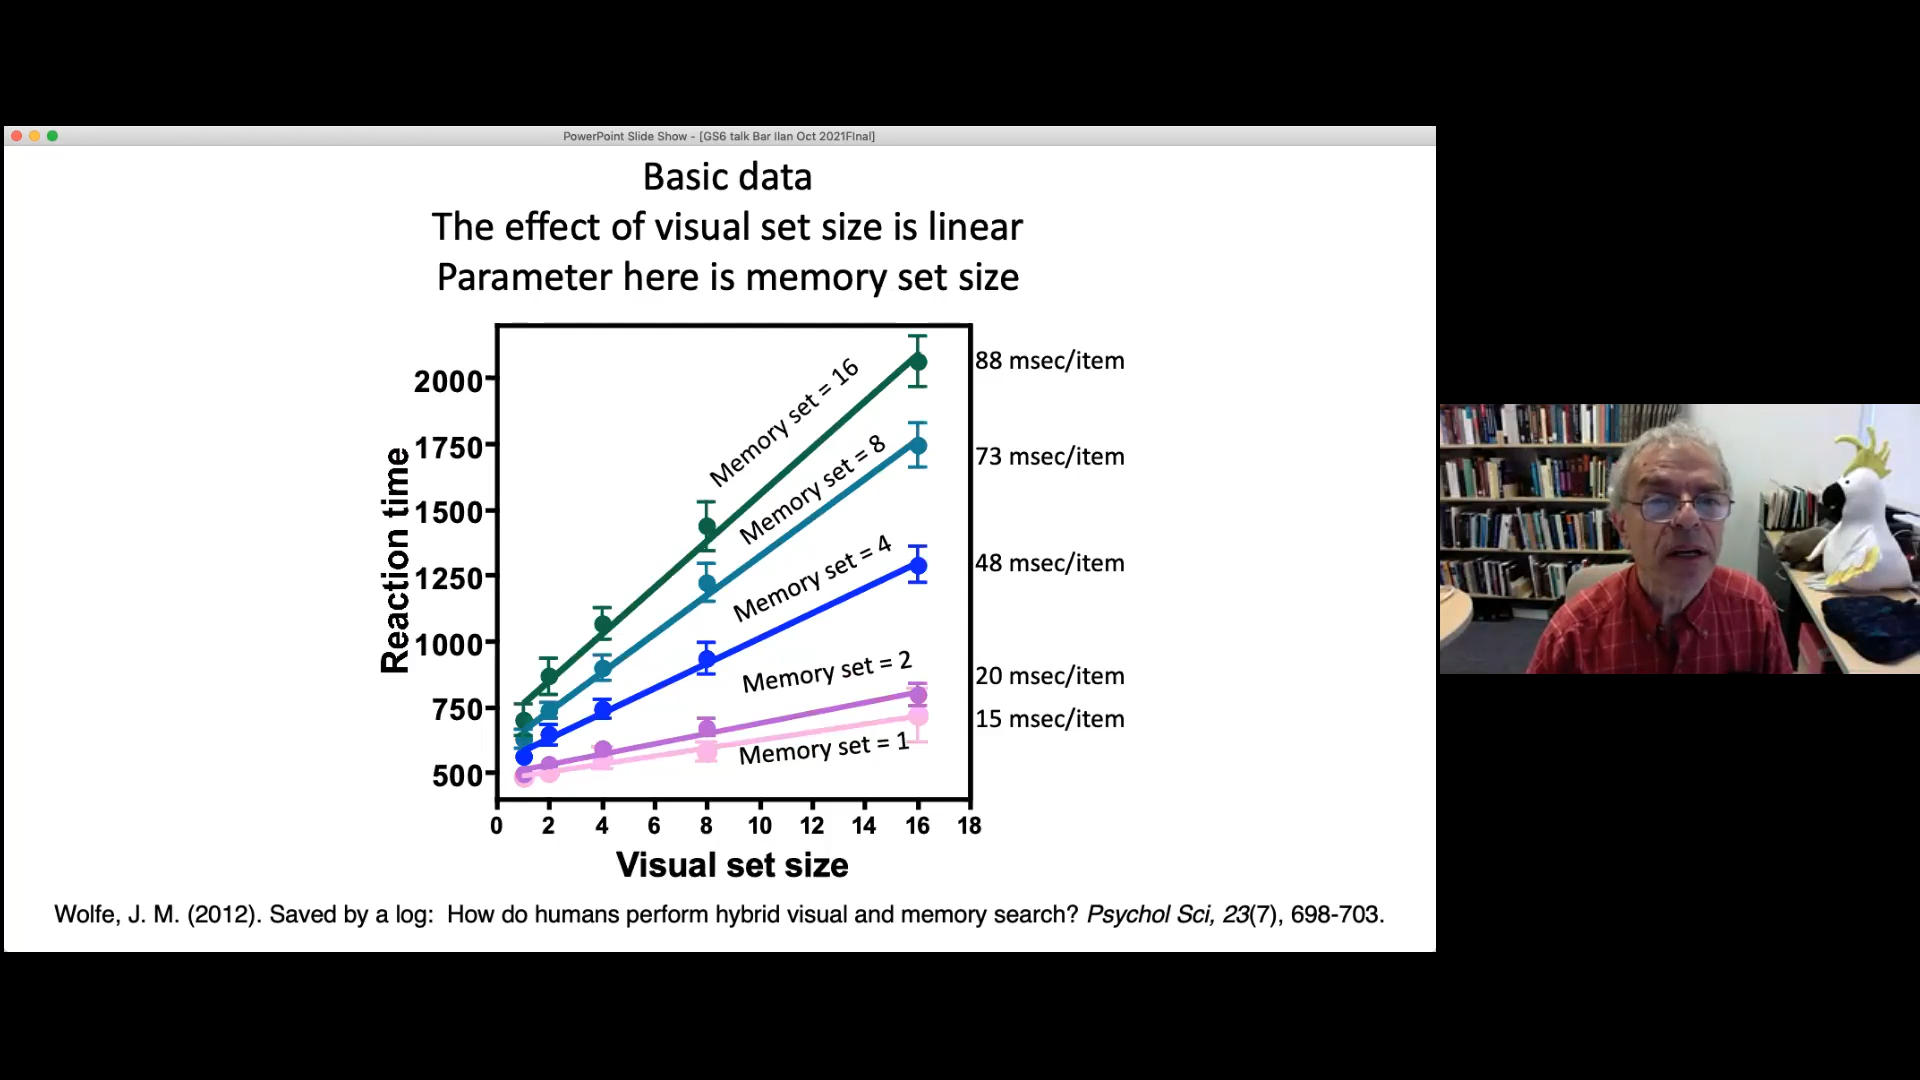 PowerPoint Slide Show - [GS6 talk Bar Ilan Oct 2021FInal]
Basic data
The effect of visual set size is linear
Parameter here is memory set size
Reaction time
2000
1750
1500
1250
1000
750
500
Memory set = 16
Memory set = 8
Memory set = 4
Memory set = 2
Memory set = 1
88 msec/item
73 msec/item
48 msec/item
20 msec/item
15 msec/item
0 2 4 6 8 10 12 14 16 18
Visual set size
Wolfe, J. M. (2012). Saved by a log: How do humans perform hybrid visual and memory search? Psychol Sci, 23(7), 698-703.